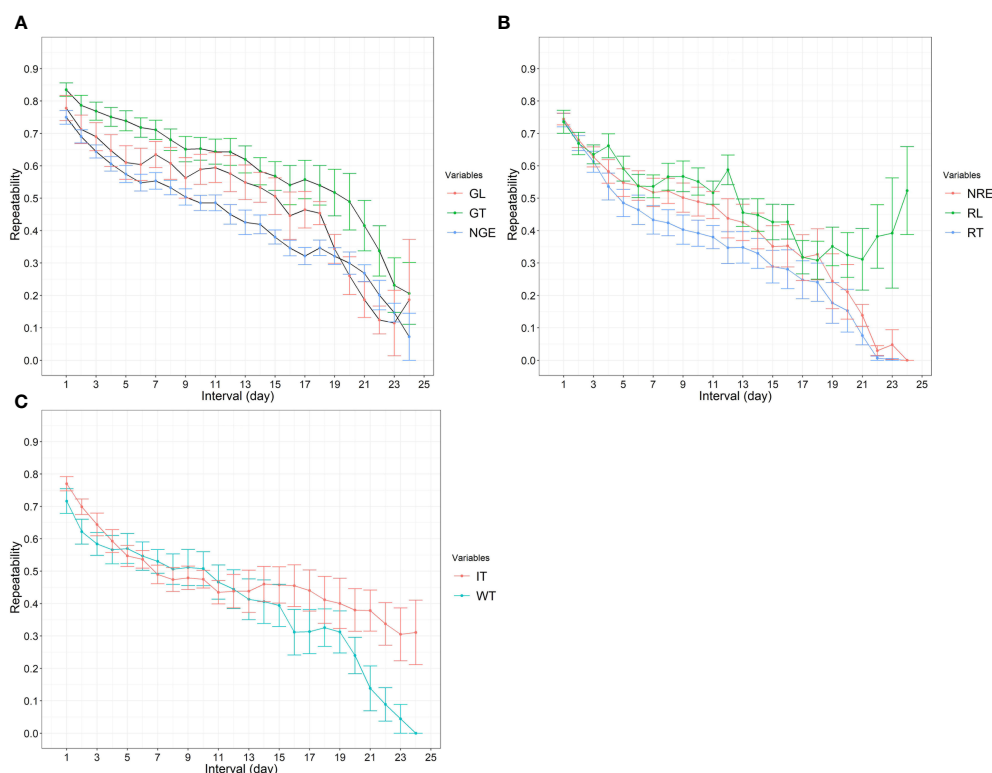 A
Repeatability
0.9
0.8
0.7
0.6
0.5
0.4
0.3
0.2
0.1
0.0
1 3 5 7 9 11 13 15 17 19 21 23 25
Interval (day)
Variables
GL
GT
NGE
B
Repeatability
0.9
0.8
0.7
0.6
0.5
0.4
0.3
0.2
0.1
0.0
1 3 5 7 9 11 13 15 17 19 21 23 25
Interval (day)
Variables
NRE
RL
RT
C
Repeatability
0.9
0.8
0.7
0.6
0.5
0.4
0.3
0.2
0.1
0.0
1 3 5 7 9 11 13 15 17 19 21 23 25
Interval (day)
Variables
IT
WT